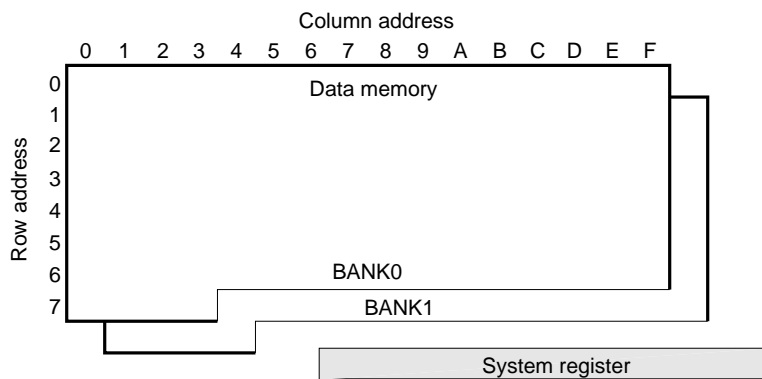 Column address
0 1 2 3 4 5 6 7 8 9 A B C D E F
Data memory
Row address
0
1
2
3
4
5
6
7
BANK0
BANK1
System register